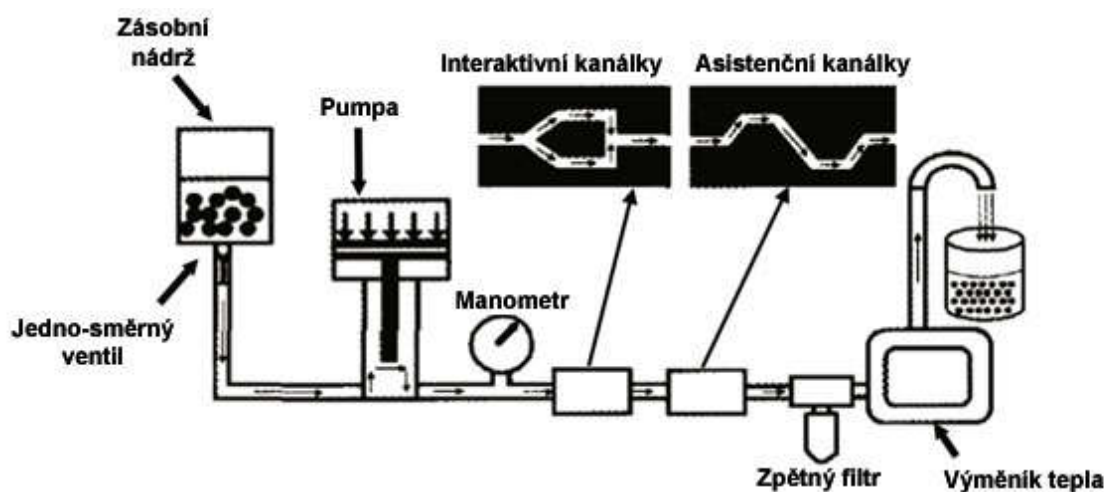 Zásobní
nádrž
Pumpa
Interaktivní kanálky
Asistenční kanálky
Manometr
Jedno-směrný
ventil
Zpětný filtr
Výměník tepla